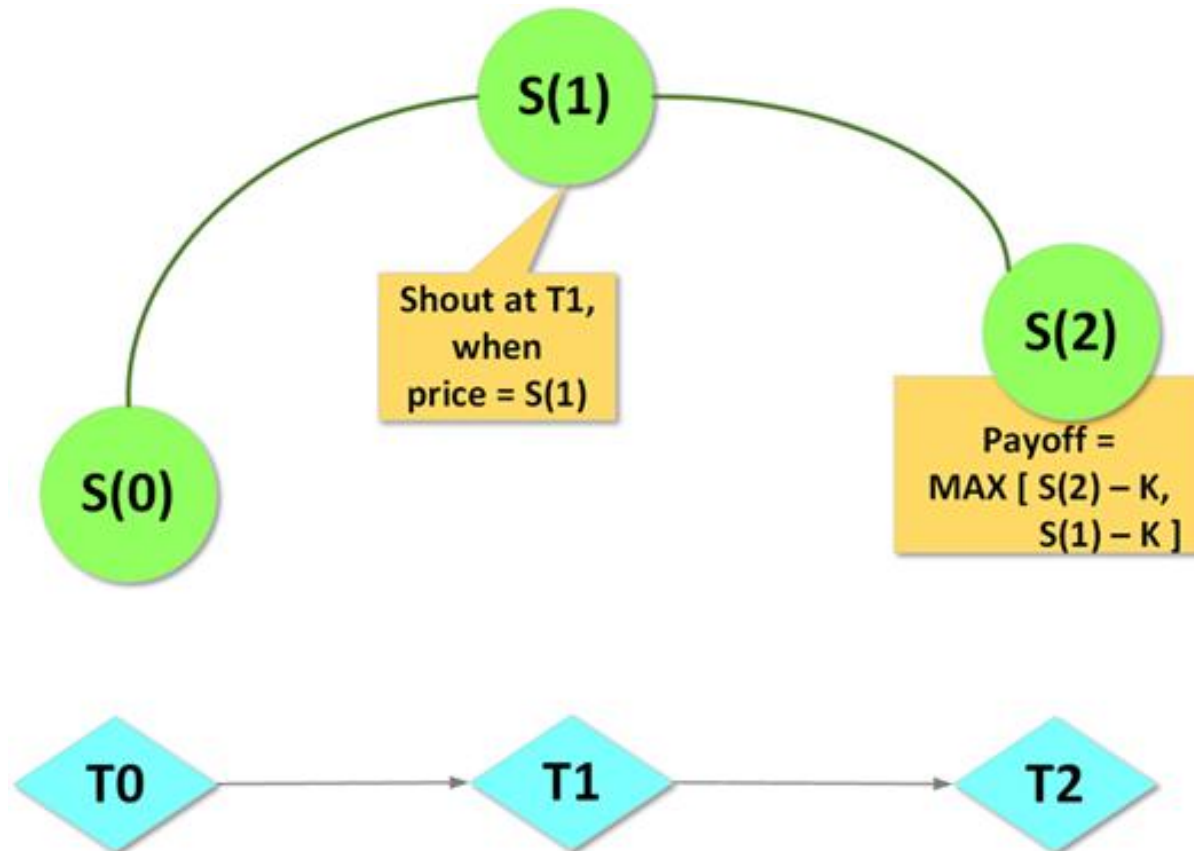 S(1)
Shout at T1,
when
price = S(1)
S(2)
S(0)
Payoff =
MAX [ S(2) – K,
S(1) – K ]
T0
T1
T2